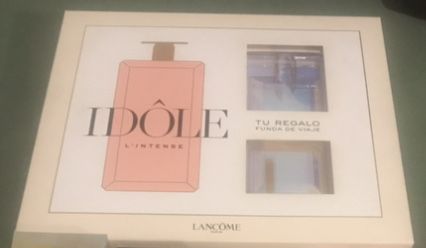 IDÔLE
L'INTENSE
TU REGALO
FUNDA DE VIAJE
LANCÔME